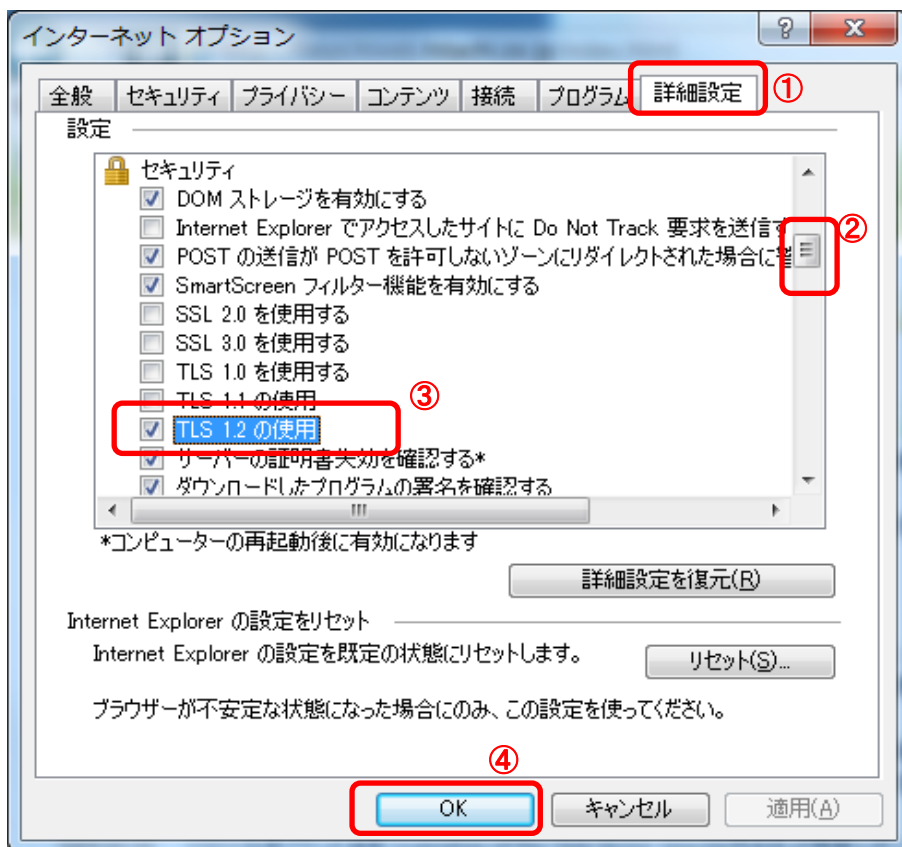 インターネット オプション
?
全般 セキュリティ プライバシー コンテンツ 接続 プログラム 詳細設定 ①
設定
セキュリティ
DOM ストレージを有効にする
Internet Explorer でアクセスしたサイトに Do Not Track 要求を送信す
②
POST の送信が POST を許可しないゾーンにリダイレクトされた場合に警
SmartScreen フィルター機能を有効にする
SSL 2.0 を使用する
SSL 3.0 を使用する
TLS 1.0 を使用する
③
TLS 1.1 の使用
TLS 1.2 の使用
サーバーの証明書失効を確認する*
ダウンロードしたプログラムの署名を確認する
*コンピューターの再起動後に有効になります
詳細設定を復元(R)
Internet Explorer の設定をリセット
Internet Explorer の設定を既定の状態にリセットします。
リセット(S)...
ブラウザーが不安定な状態になった場合にのみ、この設定を使ってください。
④
OK キャンセル 適用(A)